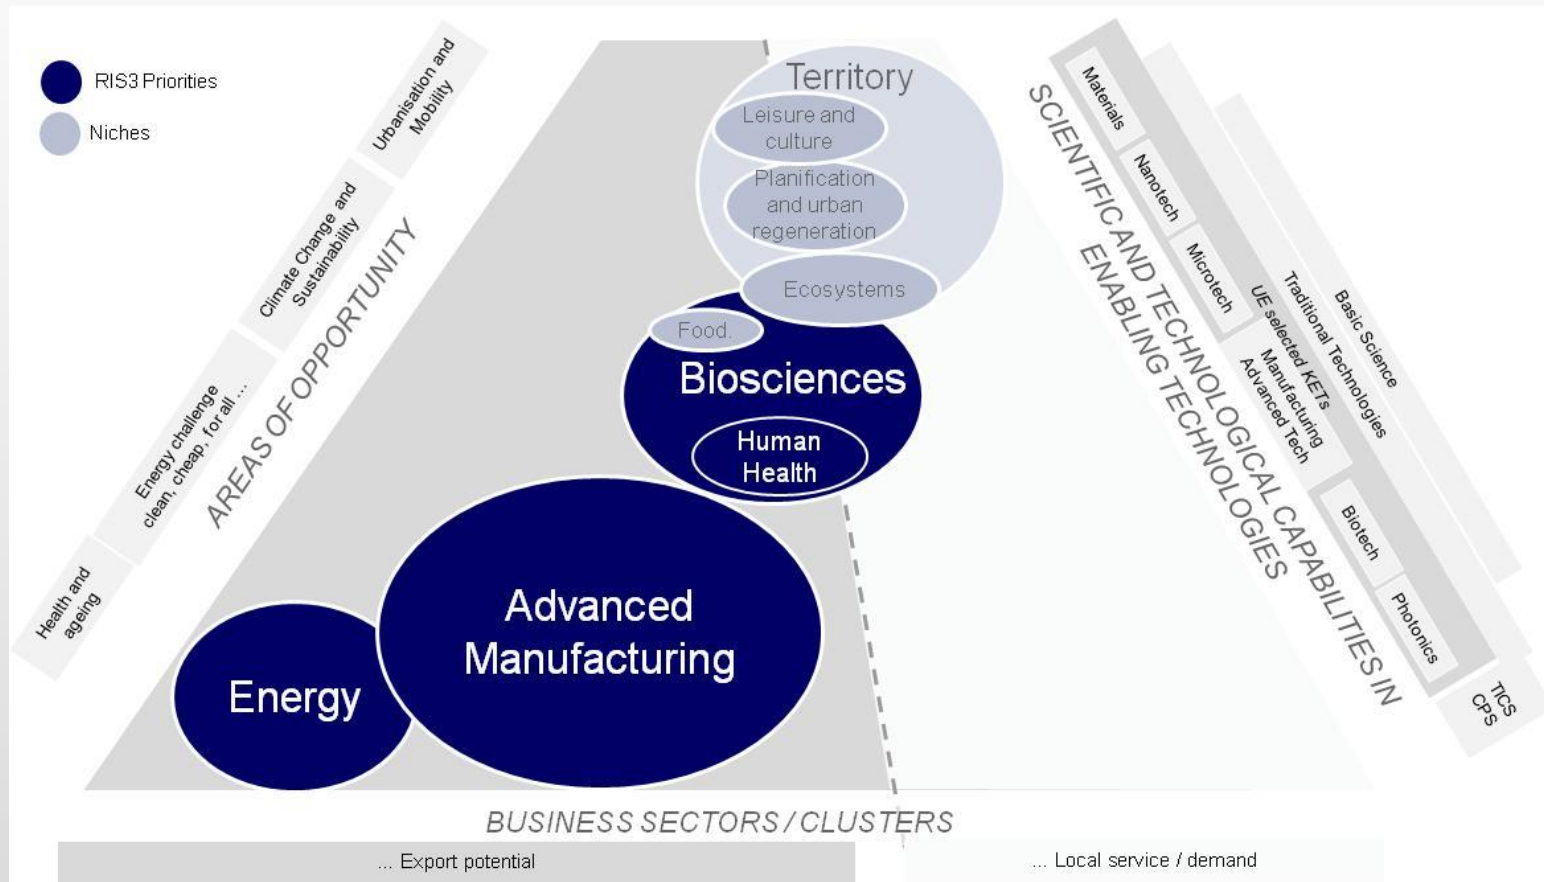 RIS3 Priorities
Niches
Urbanisation and
Mobility
Climate Change and
Sustainability
Energy challenge
clean, cheap, for all ...
Health and
ageing
AREAS OF OPPORTUNITY
Territory
Leisure and
culture
Planification
and urban
regeneration
Ecosystems
Food.
Biosciences
Human
Health
Advanced
Manufacturing
Energy
SCIENTIFIC AND TECHNOLOGICAL CAPABILITIES IN
ENABLING TECHNOLOGIES
Materials
Nanotech
Microtech
UE selected KETs
Manufacturing
Advanced Tech
Biotech
Photonics
Traditional Technologies
Basic Science
TICS
CPS
BUSINESS SECTORS / CLUSTERS
... Export potential
... Local service / demand